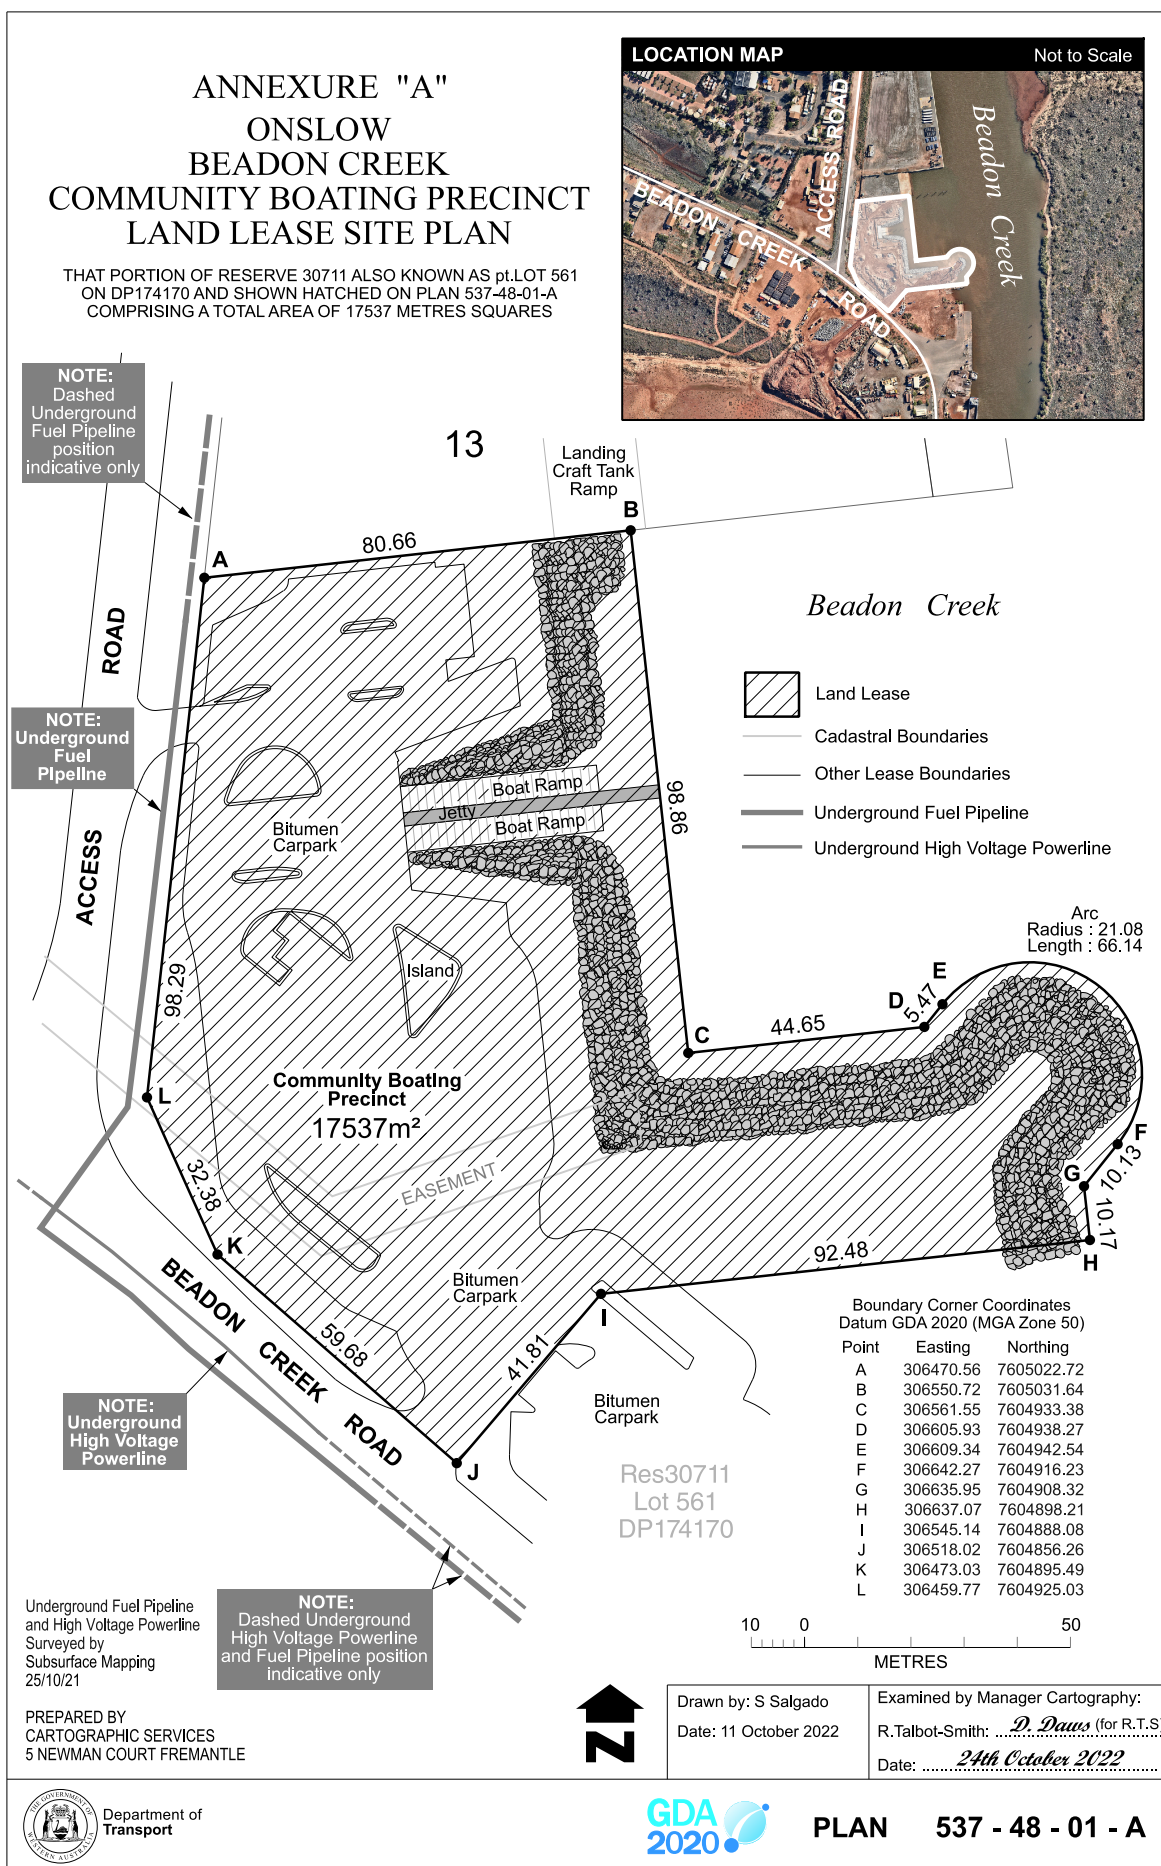 ANNEXURE "A"
ONSLOW
BEADON CREEK
COMMUNITY BOATING PRECINCT
LAND LEASE SITE PLAN
THAT PORTION OF RESERVE 30711 ALSO KNOWN AS pt.LOT 561
ON DP174170 AND SHOWN HATCHED ON PLAN 537-48-01-A
COMPRISING A TOTAL AREA OF 17537 METRES SQUARES
LOCATION MAP Not to Scale
ACCESS ROAD
BEADON CREEK ROAD
Beadon Creek
NOTE:
Dashed
Underground
Fuel Pipeline
position
indicative only
13
Landing
Craft Tank
Ramp
B
80.66
A
Beadon Creek
ACCESS ROAD
Land Lease
Cadastral Boundaries
Other Lease Boundaries
Underground Fuel Pipeline
Underground High Voltage Powerline
NOTE:
Underground
Fuel
Pipeline
Boat Ramp
Jetty
Boat Ramp
98.86
Bitumen
Carpark
Island
98.29
Arc
Radius : 21.08
Length : 66.14
E
D
5.47
44.65
C
Community Boating
Precinct
17537m²
L
F
10.13
G
10.17
EASEMENT
32.38
K
92.48
H
BEADON CREEK ROAD
Bitumen
Carpark
I
59.68
41.81
J
Bitumen
Carpark
NOTE:
Underground
High Voltage
Powerline
Res30711
Lot 561
DP174170
Boundary Corner Coordinates
Datum GDA 2020 (MGA Zone 50)
Point Easting Northing
A 306470.56 7605022.72
B 306550.72 7605031.64
C 306561.55 7604933.38
D 306605.93 7604938.27
E 306609.34 7604942.54
F 306642.27 7604916.23
G 306635.95 7604908.32
H 306637.07 7604898.21
I 306545.14 7604888.08
J 306518.02 7604856.26
K 306473.03 7604895.49
L 306459.77 7604925.03
10 0 50
METRES
Underground Fuel Pipeline
and High Voltage Powerline
Surveyed by
Subsurface Mapping
25/10/21
NOTE:
Dashed Underground
High Voltage Powerline
and Fuel Pipeline position
indicative only
PREPARED BY
CARTOGRAPHIC SERVICES
5 NEWMAN COURT FREMANTLE
N
Drawn by: S Salgado
Date: 11 October 2022
Examined by Manager Cartography:
R.Talbot-Smith: D. Daws (for R.T.S)
Date: 24th October 2022
THE GOVERNMENT OF
WESTERN AUSTRALIA
Department of
Transport
GDA
2020
PLAN 537 - 48 - 01 - A